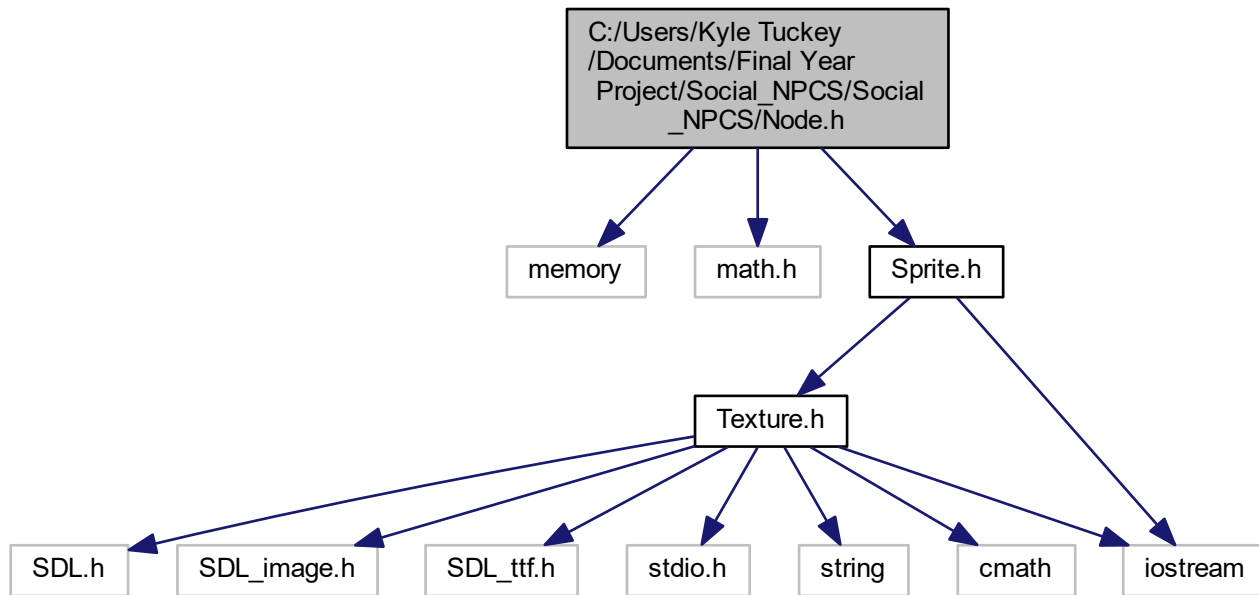 C:/Users/Kyle Tuckey
/Documents/Final Year
Project/Social_NPCS/Social
_NPCS/Node.h
memory
math.h
Sprite.h
Texture.h
SDL.h
SDL_image.h
SDL_ttf.h
stdio.h
string
cmath
iostream